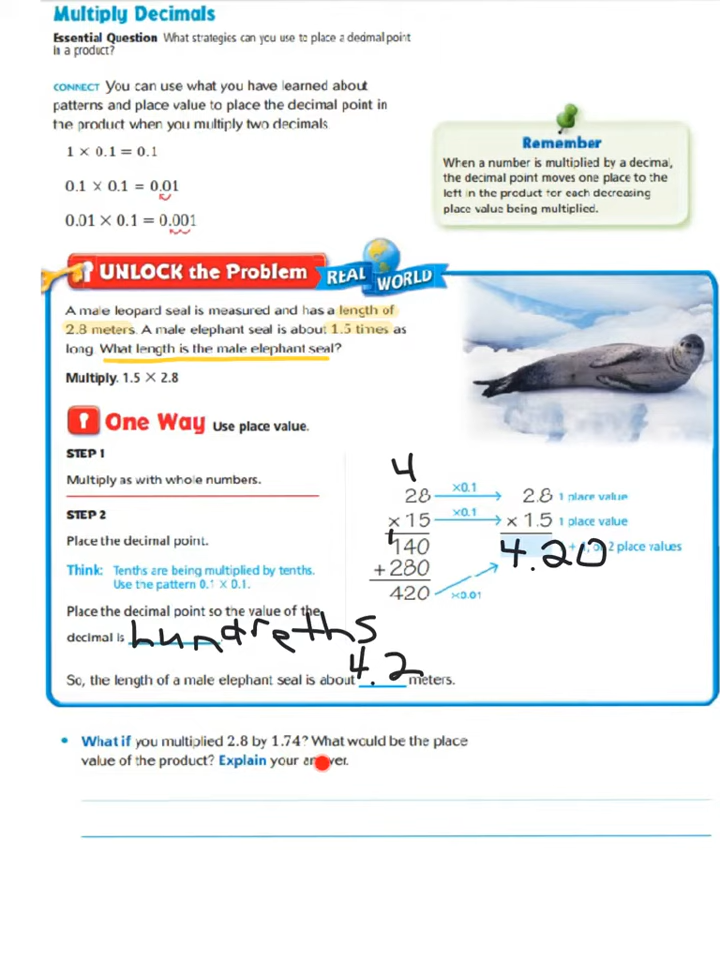 Multiply Decimals
Essential Question What strategies can you use to place a decimal point
in a product?
CONNECT You can use what you have learned about
patterns and place value to place the decimal point in
the product when you multiply two decimals.
1 × 0.1 = 0.1
0.1 × 0.1 = 0.01
0.01 × 0.1 = 0.001
Remember
When a number is multiplied by a decimal,
the decimal point moves one place to the
left in the product for each decreasing
place value being multiplied.
UNLOCK the Problem REAL WORLD
A male leopard seal is measured and has a length of
2.8 meters. A male elephant seal is about 1.5 times as
long. What length is the male elephant seal?
Multiply. 1.5 × 2.8
One Way Use place value.
STEP 1
Multiply as with whole numbers.
STEP 2
Place the decimal point.
Think: Tenths are being multiplied by tenths.
Use the pattern 0.1 × 0.1.
Place the decimal point so the value of the
decimal is hundreths
4
28 ×0.1 2.8 1 place value
× 15 ×0.1 × 1.5 1 place value
1
140 4.20 2 place values
+ 280
420 ×0.01
So, the length of a male elephant seal is about 4.2 meters.
• What if you multiplied 2.8 by 1.74? What would be the place
value of the product? Explain your